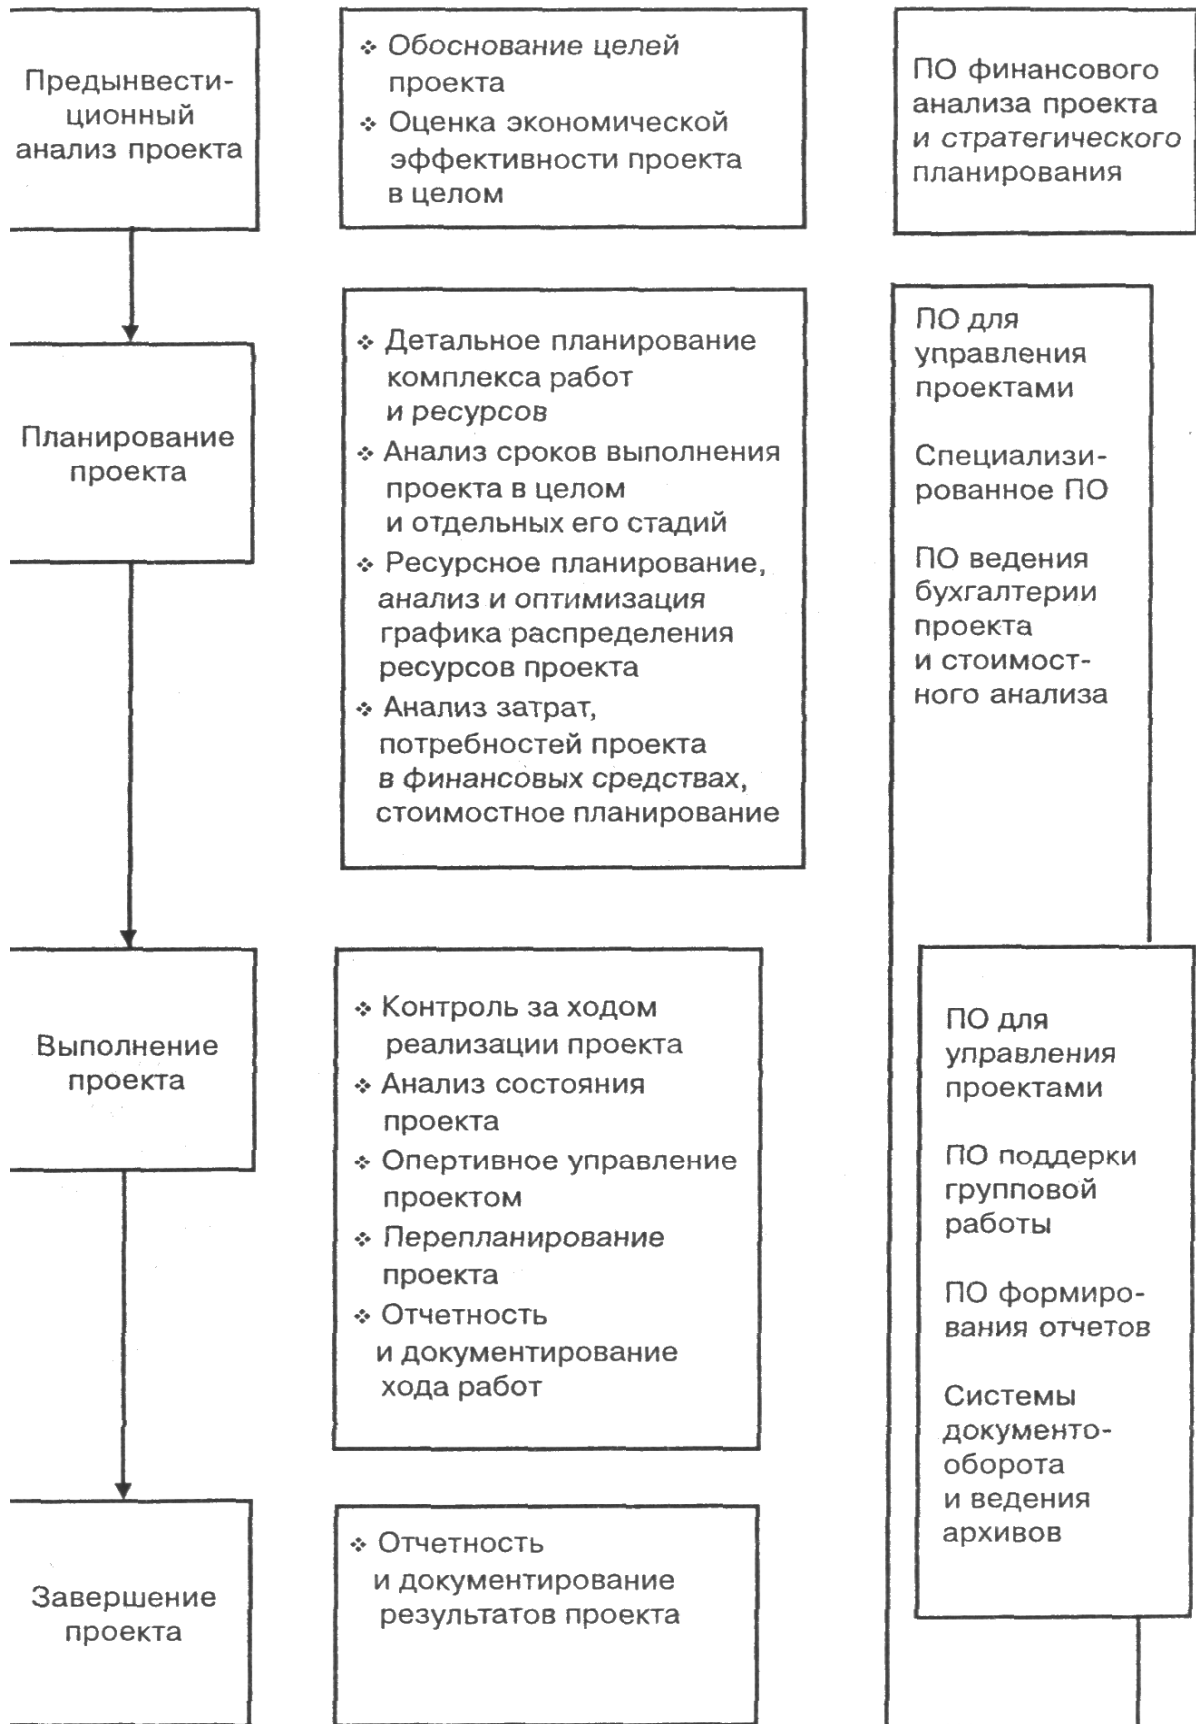 Предынвести-
ционный
анализ проекта
❖ Обоснование целей
проекта
❖ Оценка экономической
эффективности проекта
в целом
ПО финансового
анализа проекта
и стратегического
планирования
Планирование
проекта
❖ Детальное планирование
комплекса работ
и ресурсов
❖ Анализ сроков выполнения
проекта в целом
и отдельных его стадий
❖ Ресурсное планирование,
анализ и оптимизация
графика распределения
ресурсов проекта
❖ Анализ затрат,
потребностей проекта
в финансовых средствах,
стоимостное планирование
ПО для
управления
проектами
Специализи-
рованное ПО
ПО ведения
бухгалтерии
проекта
и стоимост-
ного анализа
Выполнение
проекта
❖ Контроль за ходом
реализации проекта
❖ Анализ состояния
проекта
❖ Опертивное управление
проектом
❖ Перепланирование
проекта
❖ Отчетность
и документирование
хода работ
ПО для
управления
проектами
ПО поддерки
групповой
работы
ПО формиро-
вания отчетов
Системы
документо-
оборота
и ведения
архивов
Завершение
проекта
❖ Отчетность
и документирование
результатов проекта